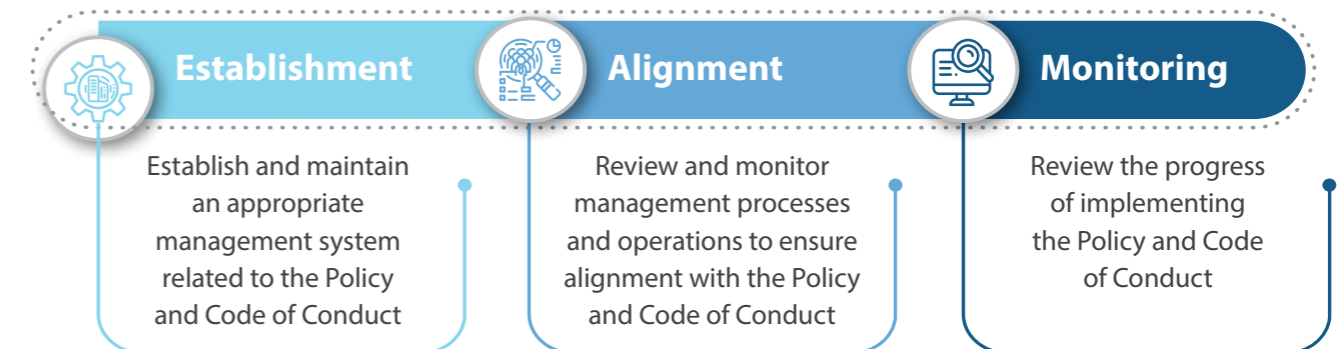 Establishment
Establish and maintain
an appropriate
management system
related to the Policy
and Code of Conduct
Alignment
Review and monitor
management processes
and operations to ensure
alignment with the Policy
and Code of Conduct
Monitoring
Review the progress
of implementing
the Policy and Code
of Conduct